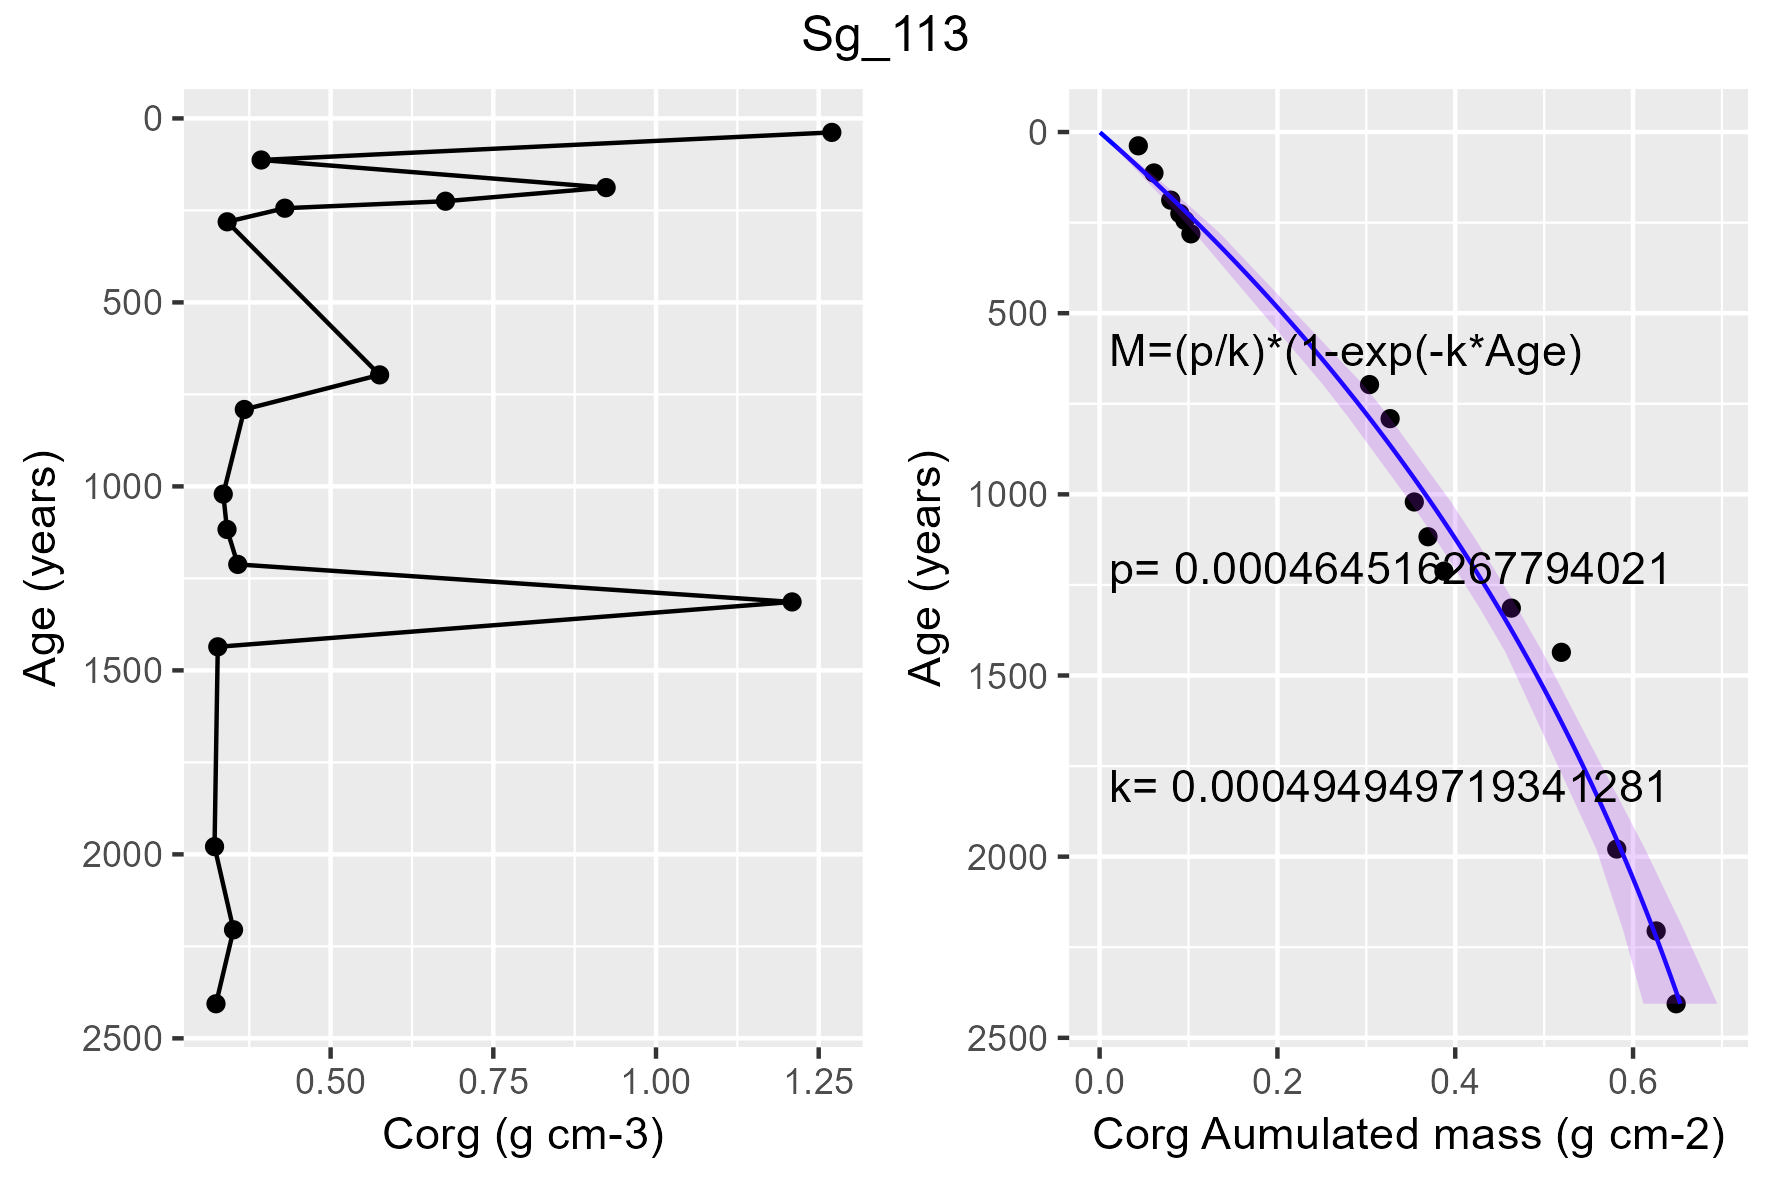 Sg_113
0
500
1000
1500
2000
2500
Age (years)
0.50 0.75 1.00 1.25
Corg (g cm-3)
0
500
1000
1500
2000
2500
Age (years)
M=(p/k)*(1-exp(-k*Age)
p= 0.000464516267794021
k= 0.000494949719341281
0.0 0.2 0.4 0.6
Corg Aumulated mass (g cm-2)